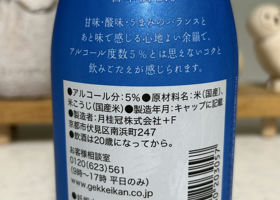 甘味・酸味・うまみのバランスと
あと味で感じる心地よい余韻で、
アルコール度数5%とは思えないコクと
飲みごたえが感じられます。
●アルコール分:5%●原材料名:米(国産)、
米こうじ(国産米)●製造年月:キャップに記載
●製造者:月桂冠株式会社+F
京都市伏見区南浜町247
●飲酒は20歳になってから。
お客様相談室
0120(623)561
(9時〜17時 平日のみ)
www.gekkeikan.co.jp